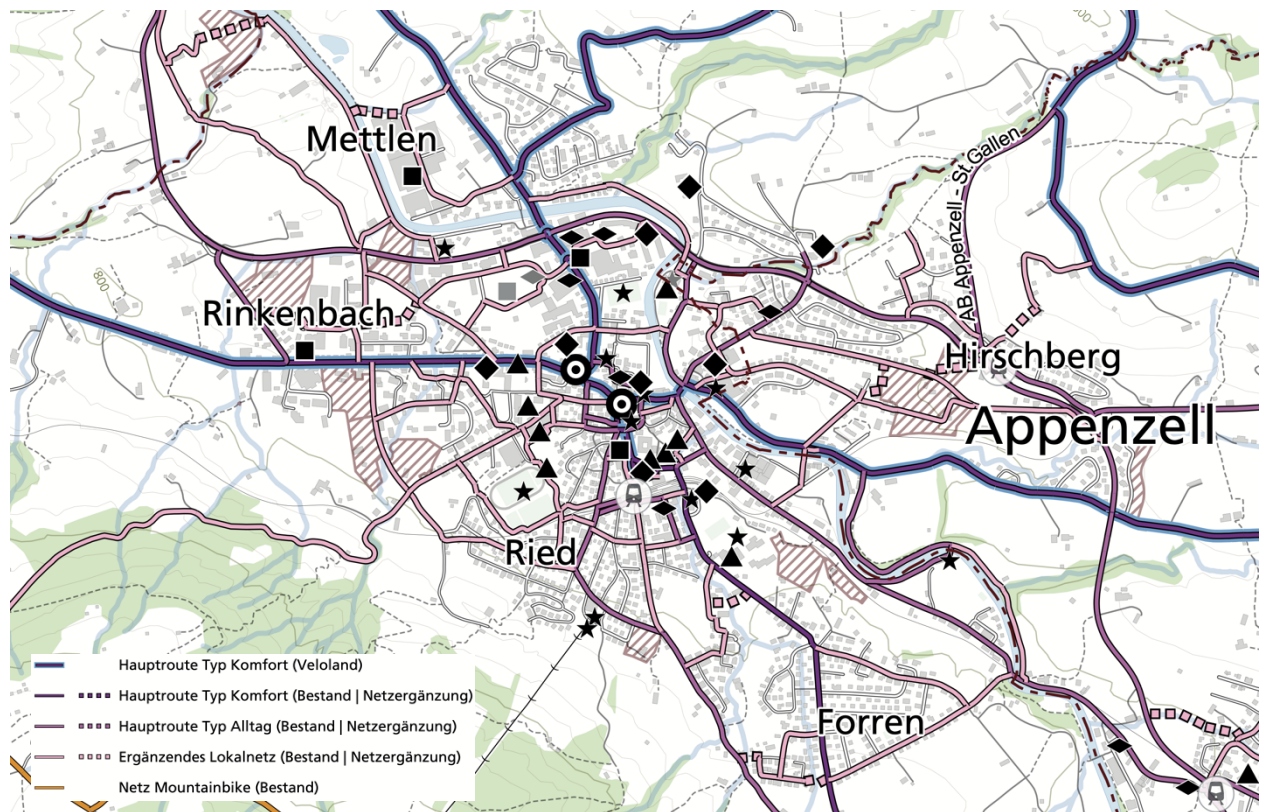 800
Mettlen
AB Appenzell - St.Gallen
800
Rinkenbach
Hirschberg
Appenzell
Ried
Forren
Hauptroute Typ Komfort (Veloland)
Hauptroute Typ Komfort (Bestand | Netzergänzung)
Hauptroute Typ Alltag (Bestand | Netzergänzung)
Ergänzendes Lokalnetz (Bestand | Netzergänzung)
Netz Mountainbike (Bestand)